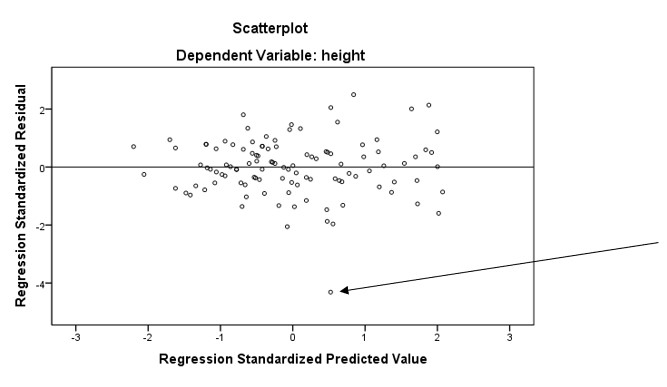 Scatterplot
Dependent Variable: height
Regression Standardized Residual
2
0
-2
-4
-3
-2
-1
0
1
2
3
Regression Standardized Predicted Value